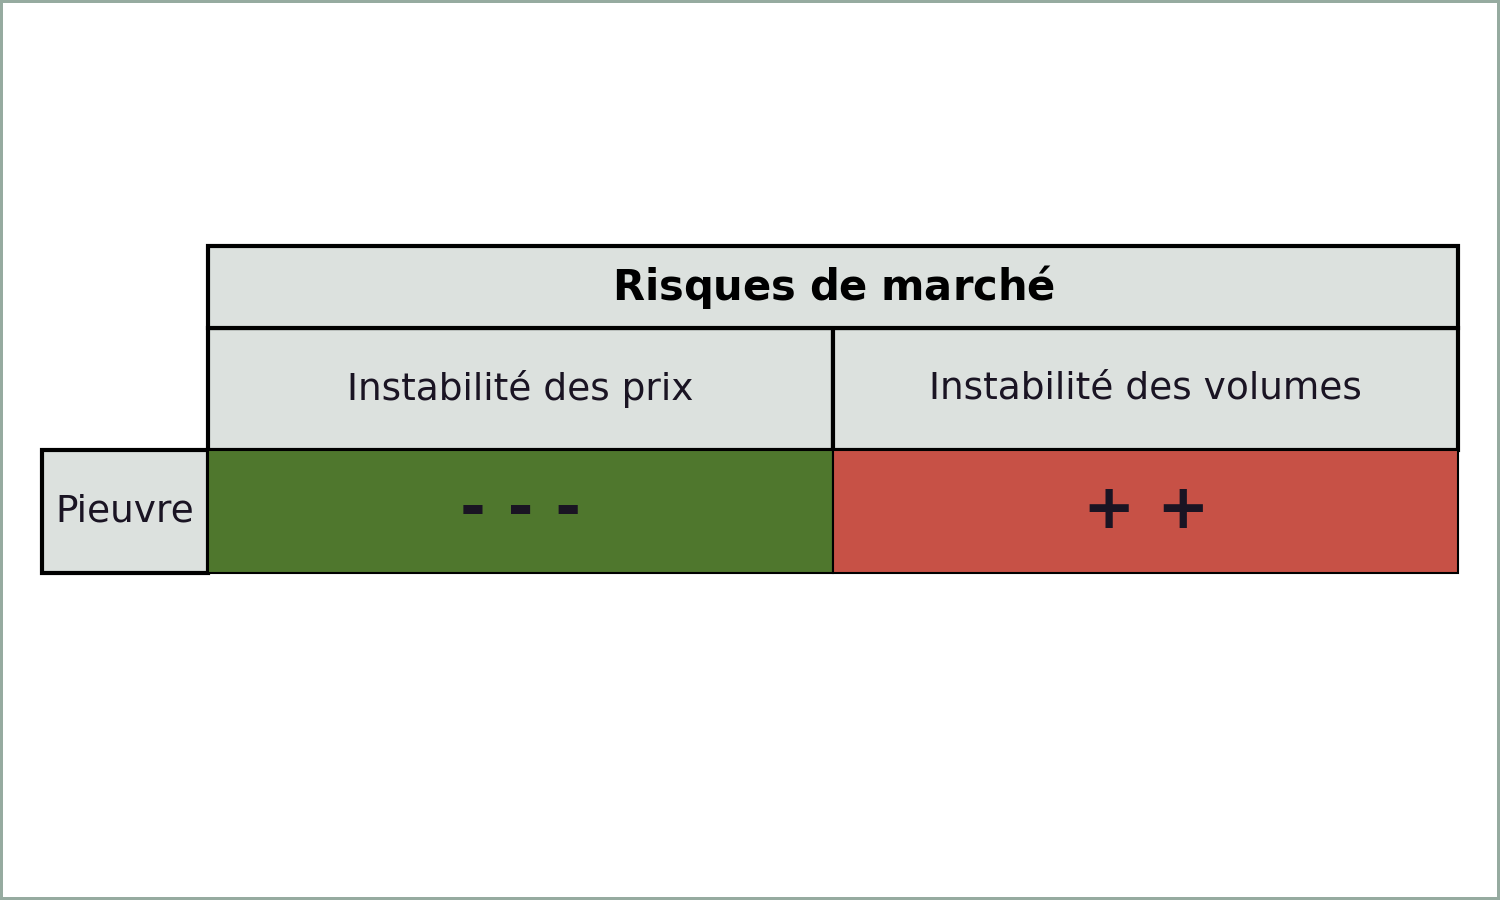 Risques de marché
Instabilité des prix
Instabilité des volumes
Pieuvre
- - -
+ +